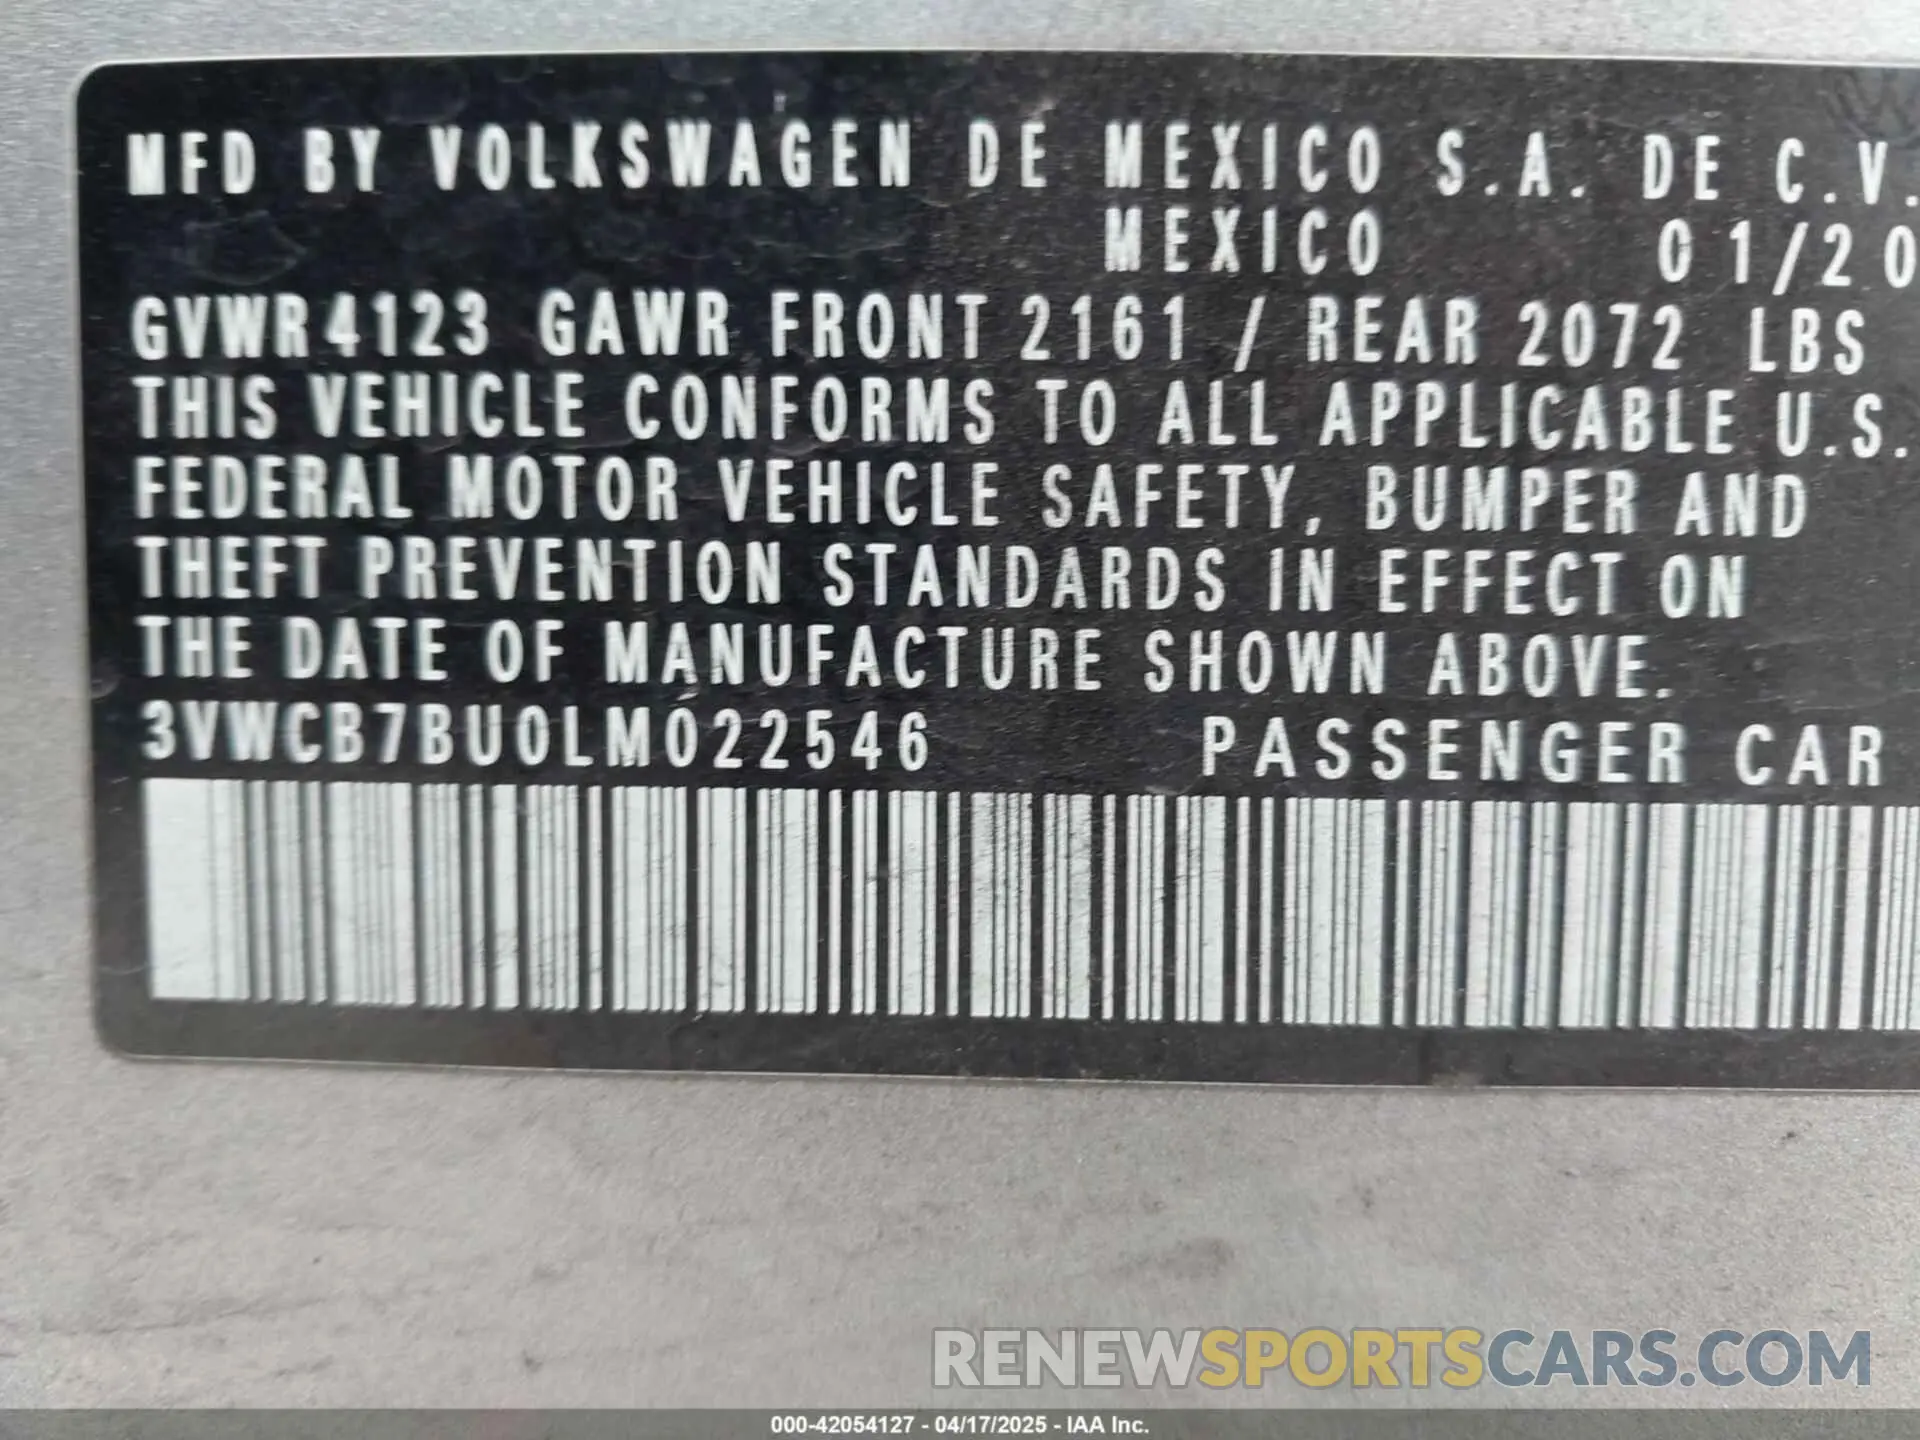 MFD BY VOLKSWAGEN DE MEXICO S.A. DE C.V.
MEXICO 01/20
GVWR 4123 GAWR FRONT 2161 / REAR 2072 LBS
THIS VEHICLE CONFORMS TO ALL APPLICABLE U.S.
FEDERAL MOTOR VEHICLE SAFETY, BUMPER AND
THEFT PREVENTION STANDARDS IN EFFECT ON
THE DATE OF MANUFACTURE SHOWN ABOVE.
3VWCB7BU0LM022546 PASSENGER CAR
RENEWSPORTSCARS.COM
000-42054127 - 04/17/2025 - IAA Inc.